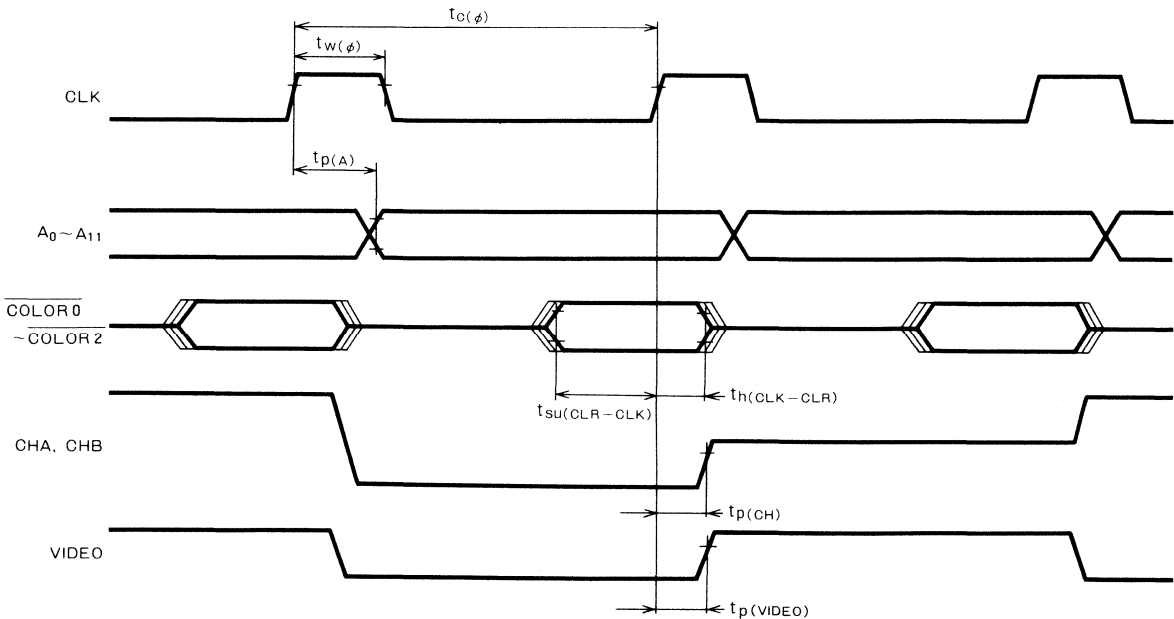 tC(φ)
tW(φ)
CLK
tp(A)
A0~A11
COLOR0
~COLOR2
tsu(CLR-CLK)
th(CLK-CLR)
CHA, CHB
tp(CH)
VIDEO
tp(VIDEO)